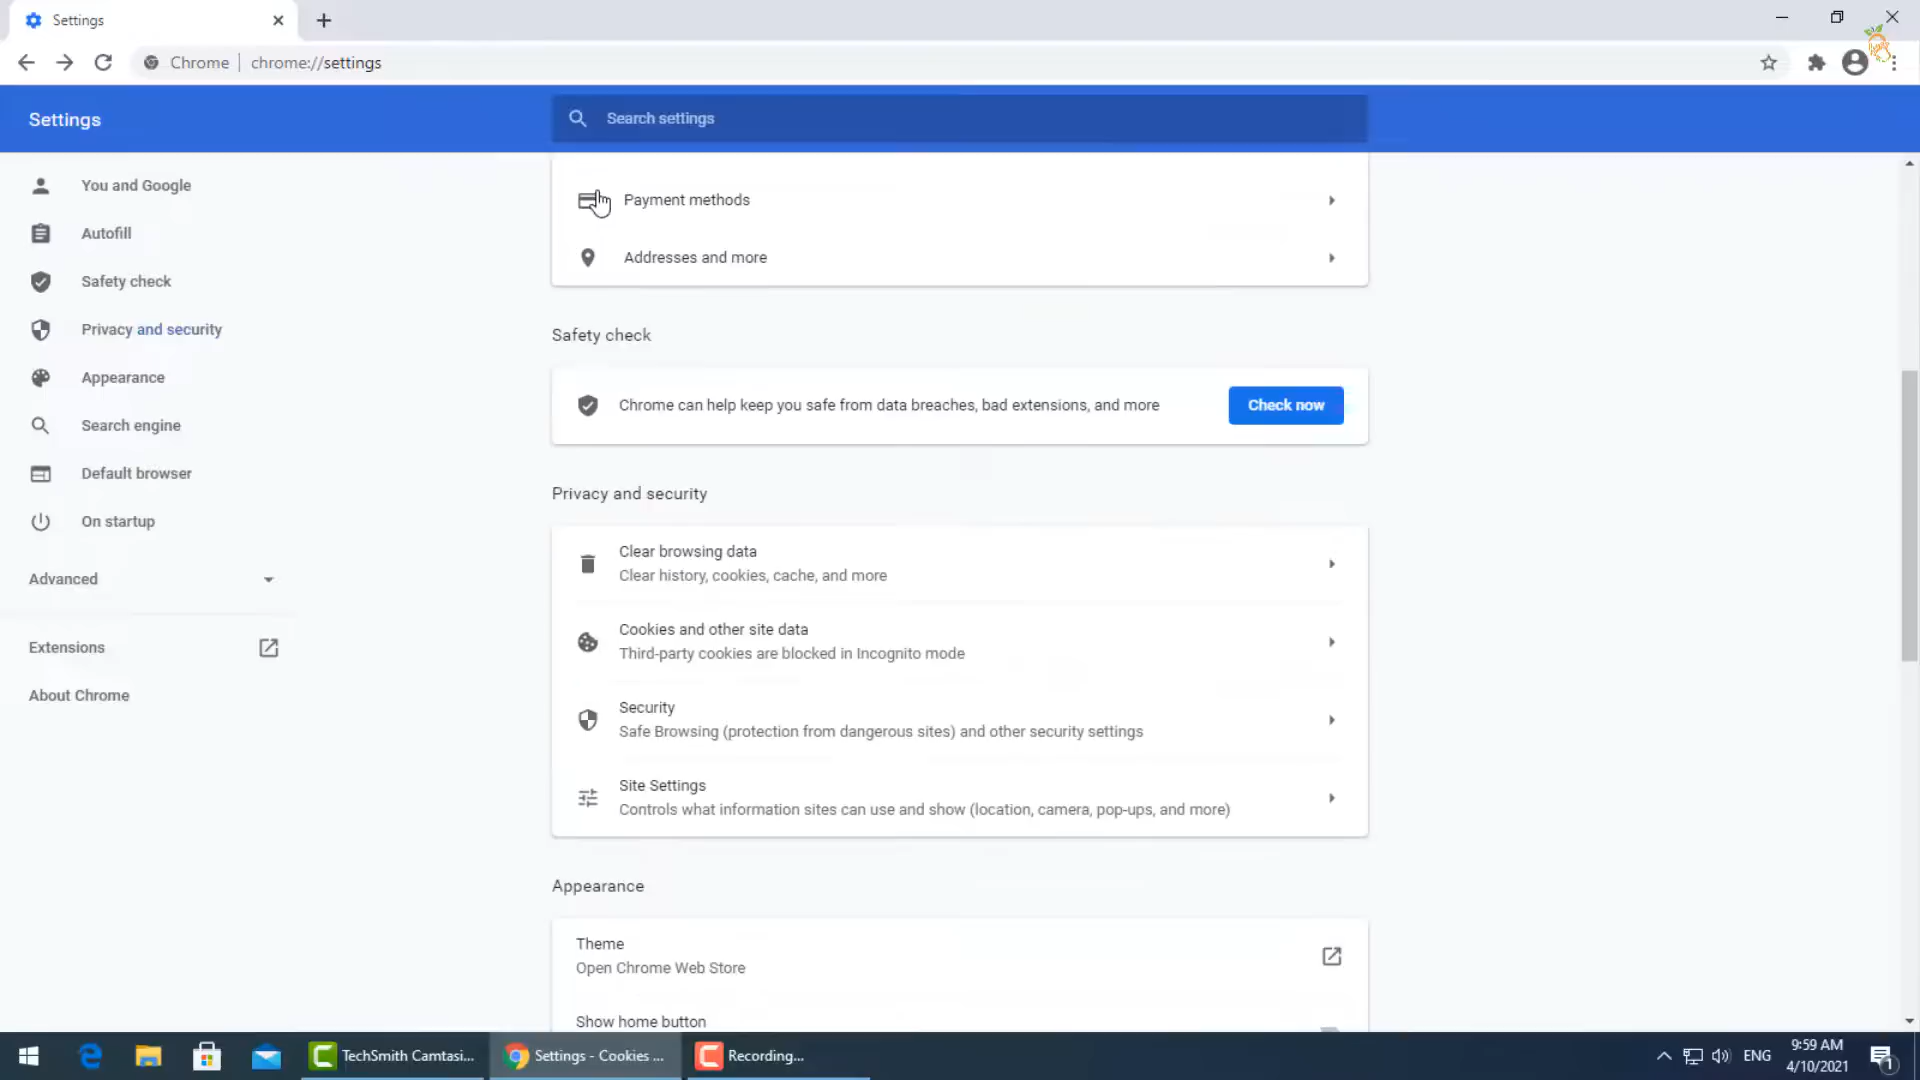 Settings
Chrome
chrome://settings
Settings
Search settings
You and Google
Autofill
Safety check
Privacy and security
Appearance
Search engine
Default browser
On startup
Advanced
Extensions
About Chrome
Payment methods
Addresses and more
Safety check
Chrome can help keep you safe from data breaches, bad extensions, and more
Check now
Privacy and security
Clear browsing data
Clear history, cookies, cache, and more
Cookies and other site data
Third-party cookies are blocked in Incognito mode
Security
Safe Browsing (protection from dangerous sites) and other security settings
Site Settings
Controls what information sites can use and show (location, camera, pop-ups, and more)
Appearance
Theme
Open Chrome Web Store
Show home button
TechSmith Camtasi...
Settings - Cookies ...
Recording...
ENG
9:59 AM
4/10/2021
1